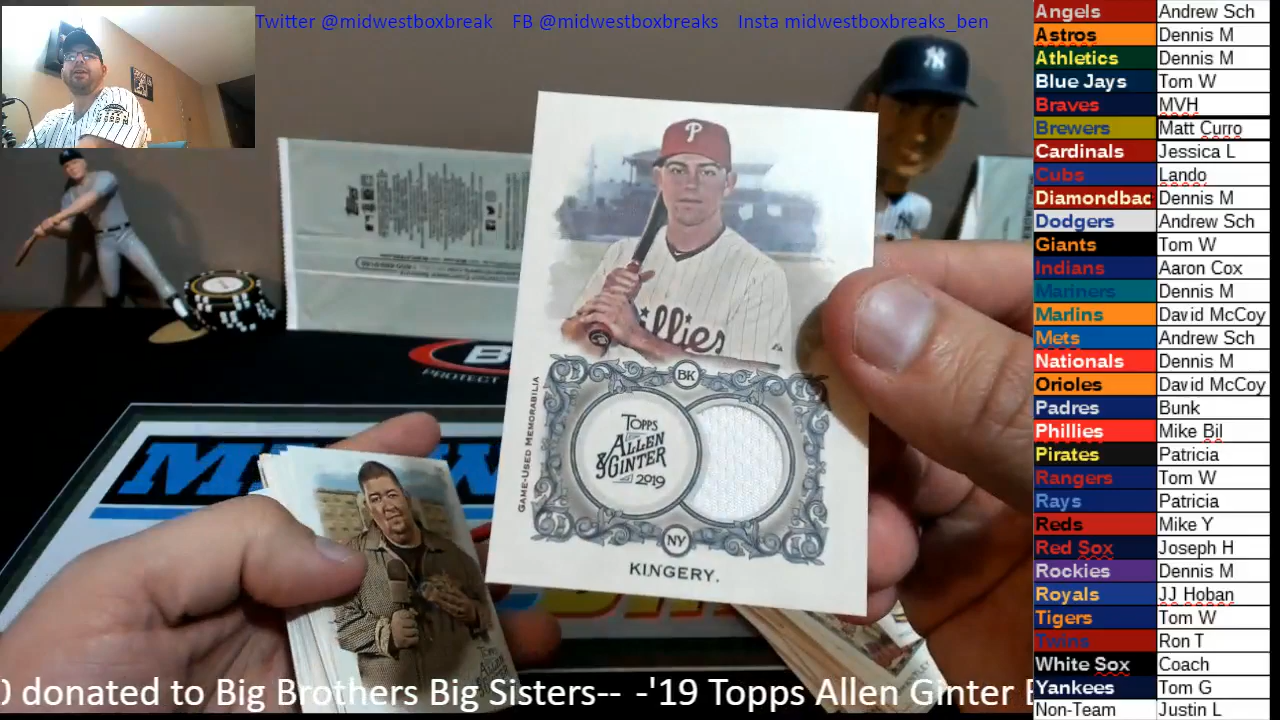 Twitter @midwestboxbreak FB @midwestboxbreaks Insta midwestboxbreaks_ben
Angels Andrew Sch
Astros Dennis M
Athletics Dennis M
Blue Jays Tom W
Braves MVH
Brewers Matt Curro
Cardinals Jessica L
Cubs Lando
Diamondbac Dennis M
Dodgers Andrew Sch
Giants Tom W
Indians Aaron Cox
Mariners Dennis M
Marlins David McCoy
Mets Andrew Sch
Nationals Dennis M
Orioles David McCoy
Padres Bunk
Phillies Mike Bil
Pirates Patricia
Rangers Tom W
Rays Patricia
Reds Mike Y
Red Sox Joseph H
Rockies Dennis M
Royals JJ Hoban
Tigers Tom W
Twins Ron T
White Sox Coach
Yankees Tom G
Non-Team Justin L
P
hillies
BK
GAME-USED MEMORABILIA
TOPPS
ALLEN
& GINTER
2019
NY
KINGERY.
PROTECT
0 donated to Big Brothers Big Sisters-- -'19 Topps Allen Ginter